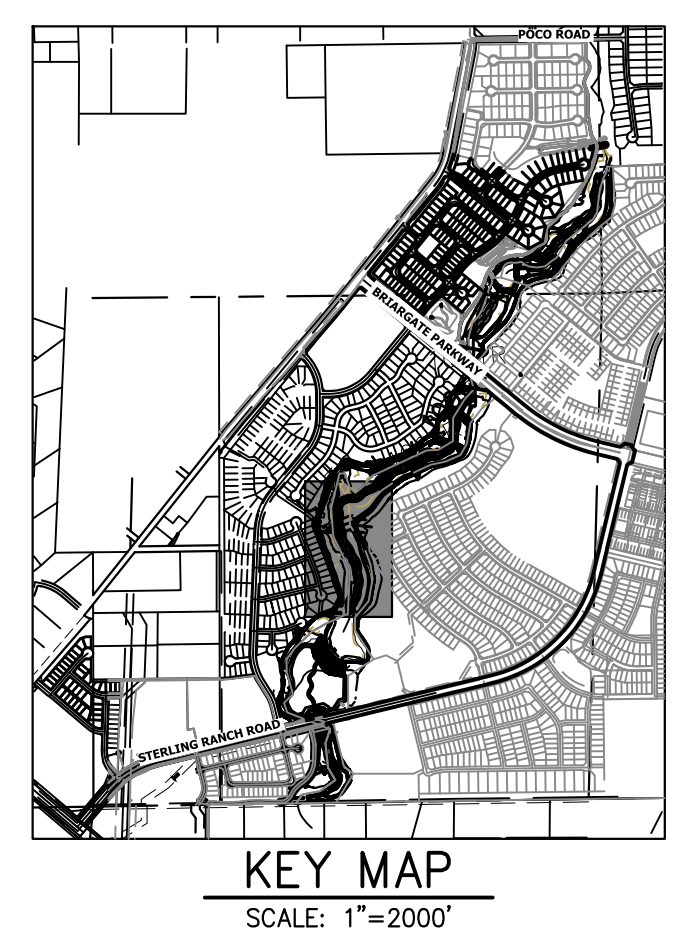 POCO ROAD
BRIARGATE PARKWAY
STERLING RANCH ROAD
KEY MAP
SCALE: 1"=2000'